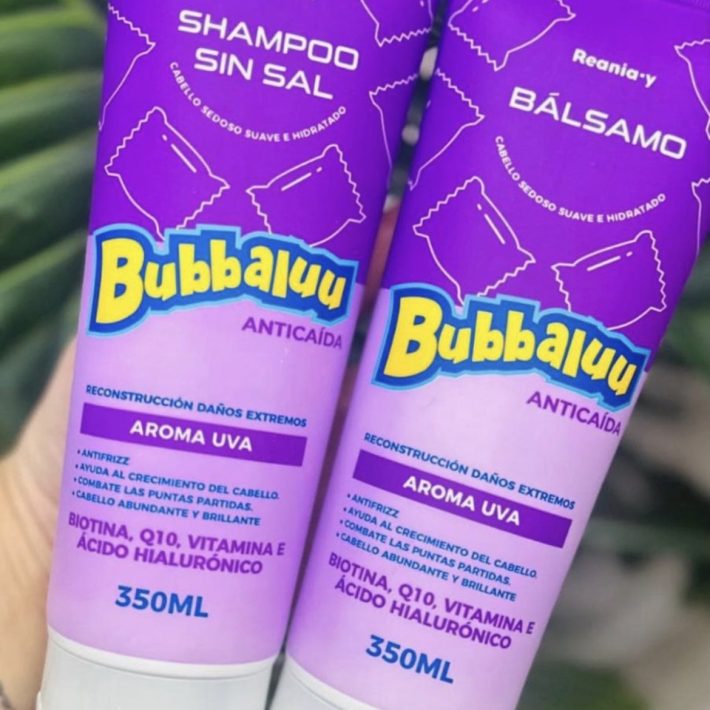 SHAMPOO
SIN SAL
CABELLO SEDOSO SUAVE E HIDRATADO
Bubbaluu
ANTICAÍDA
RECONSTRUCCIÓN DAÑOS EXTREMOS
AROMA UVA
• ANTIFRIZZ
• AYUDA AL CRECIMIENTO DEL CABELLO.
• COMBATE LAS PUNTAS PARTIDAS.
• CABELLO ABUNDANTE Y BRILLANTE
BIOTINA, Q10, VITAMINA E
ÁCIDO HIALURÓNICO
350ML
Reania·y
BÁLSAMO
CABELLO SEDOSO SUAVE E HIDRATADO
Bubbaluu
ANTICAÍDA
RECONSTRUCCIÓN DAÑOS EXTREMOS
AROMA UVA
• ANTIFRIZZ
• AYUDA AL CRECIMIENTO DEL CABELLO.
• COMBATE LAS PUNTAS PARTIDAS.
• CABELLO ABUNDANTE Y BRILLANTE
BIOTINA, Q10, VITAMINA E
ÁCIDO HIALURÓNICO
350ML